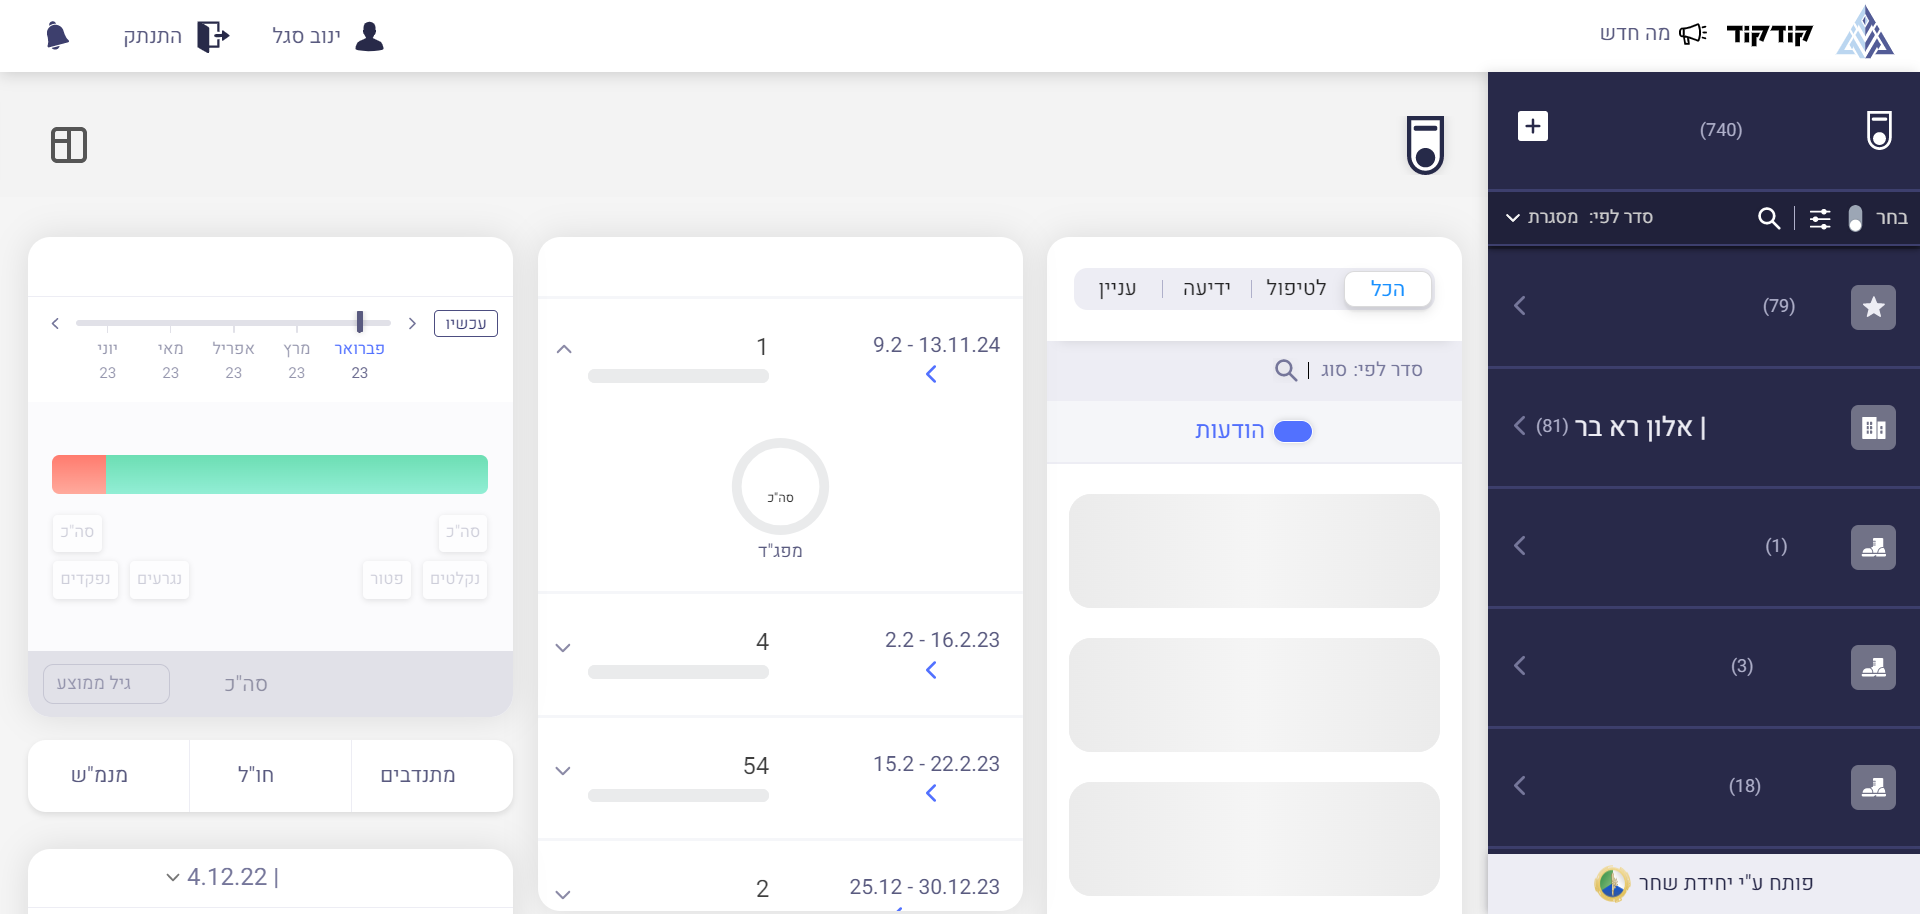 קודקוד
מה חדש
ינוב סגל
התנתק
(740)
בחר
סדר לפי: מסגרת
(79)
| אלון רא בר (81)
(1)
(3)
(18)
פותח ע"י יחידת שחר
הכל
לטיפול
ידיעה
עניין
סדר לפי: סוג
הודעות
9.2 - 13.11.24
1
סה"כ
מפג"ד
2.2 - 16.2.23
4
15.2 - 22.2.23
54
25.12 - 30.12.23
2
עכשיו
פברואר
מרץ
אפריל
מאי
יוני
23
23
23
23
23
סה"כ
סה"כ
נקלטים
פטור
נגרעים
נפקדים
סה"כ
גיל ממוצע
מתנדבים
חו"ל
מנמ"ש
| 4.12.22